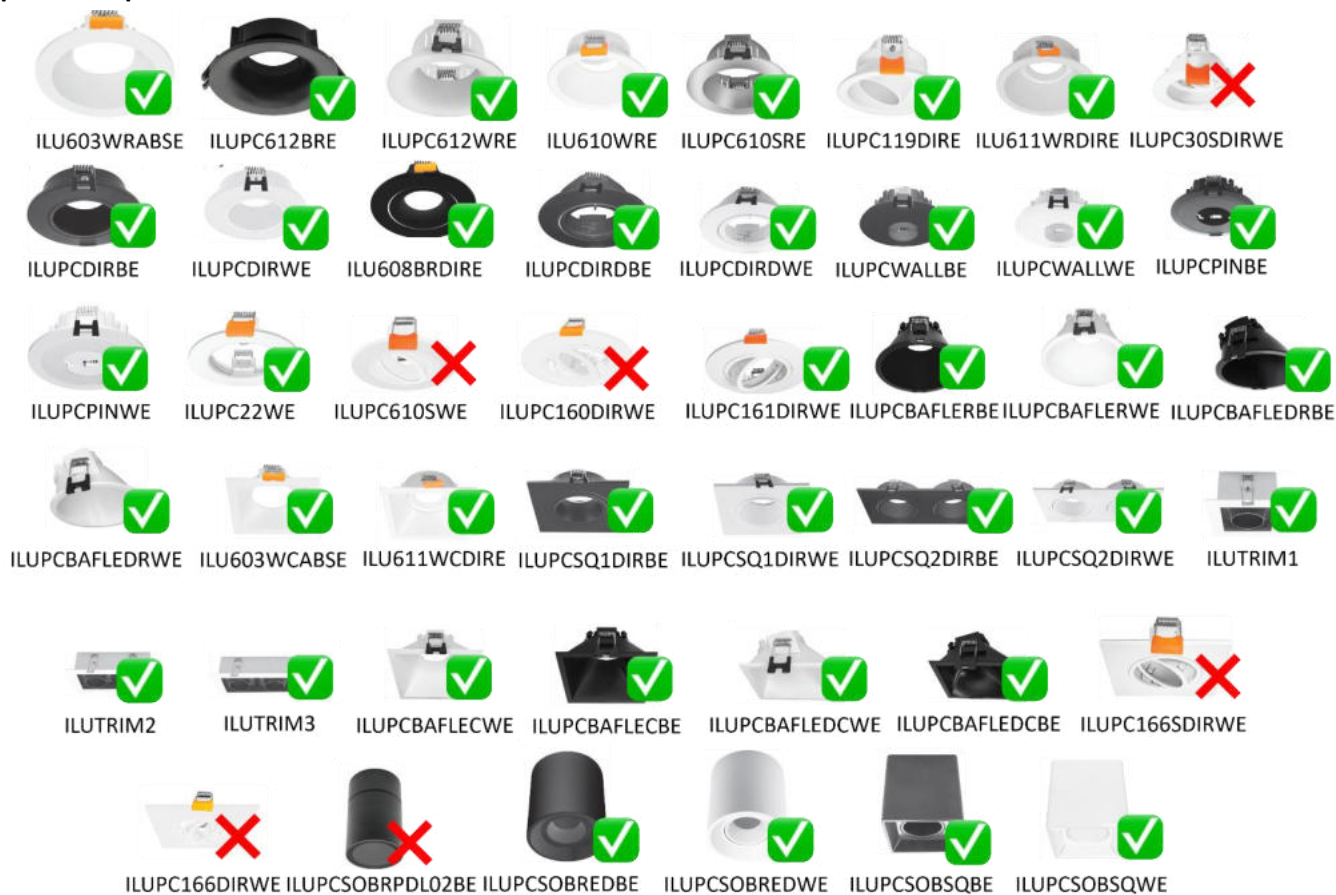 ILU603WRABSE ILUPC612BRE ILUPC612WRE ILU610WRE ILUPC610SRE ILUPC119DIRE ILU611WRDIRE ILUPC30SDIRWE
ILUPCDIRBE ILUPCDIRWE ILU608BRDIRE ILUPCDIRDBE ILUPCDIRDWE ILUPCWALLBE ILUPCWALLWE ILUPCPINBE
ILUPCPINWE ILUPC22WE ILUPC610SWE ILUPC160DIRWE ILUPC161DIRWE ILUPCBAFLERBE ILUPCBAFLERWE ILUPCBAFLEDRBE
ILUPCBAFLEDRWE ILU603WCABSE ILU611WCDIRE ILUPCSQ1DIRBE ILUPCSQ1DIRWE ILUPCSQ2DIRBE ILUPCSQ2DIRWE ILUTRIM1
ILUTRIM2 ILUTRIM3 ILUPCBAFLECWE ILUPCBAFLECBE ILUPCBAFLEDCWE ILUPCBAFLEDCBE ILUPC166SDIRWE
ILUPC166DIRWE ILUPCSOBRPDL02BE ILUPCSOBREDBE ILUPCSOBREDWE ILUPCSOBSQBE ILUPCSOBSQWE